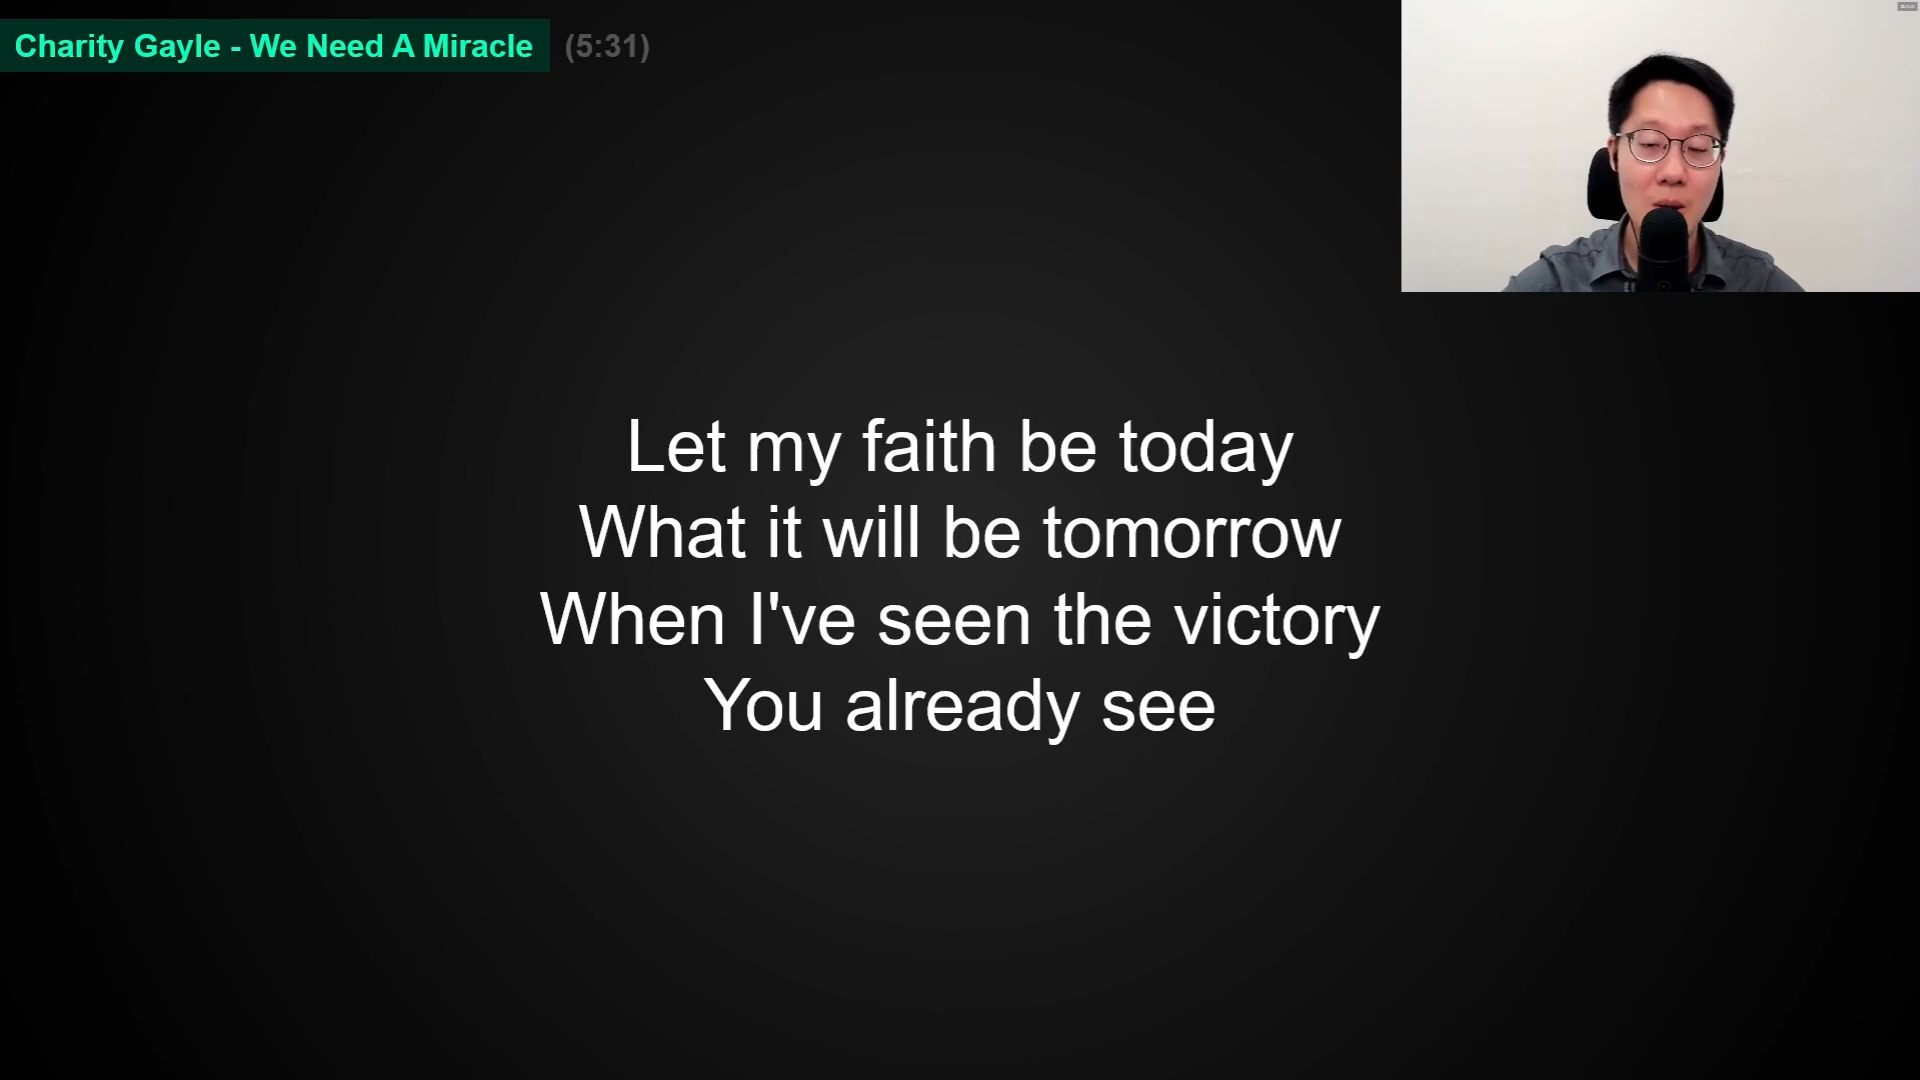 Charity Gayle - We Need A Miracle (5:31)
Let my faith be today
What it will be tomorrow
When I've seen the victory
You already see